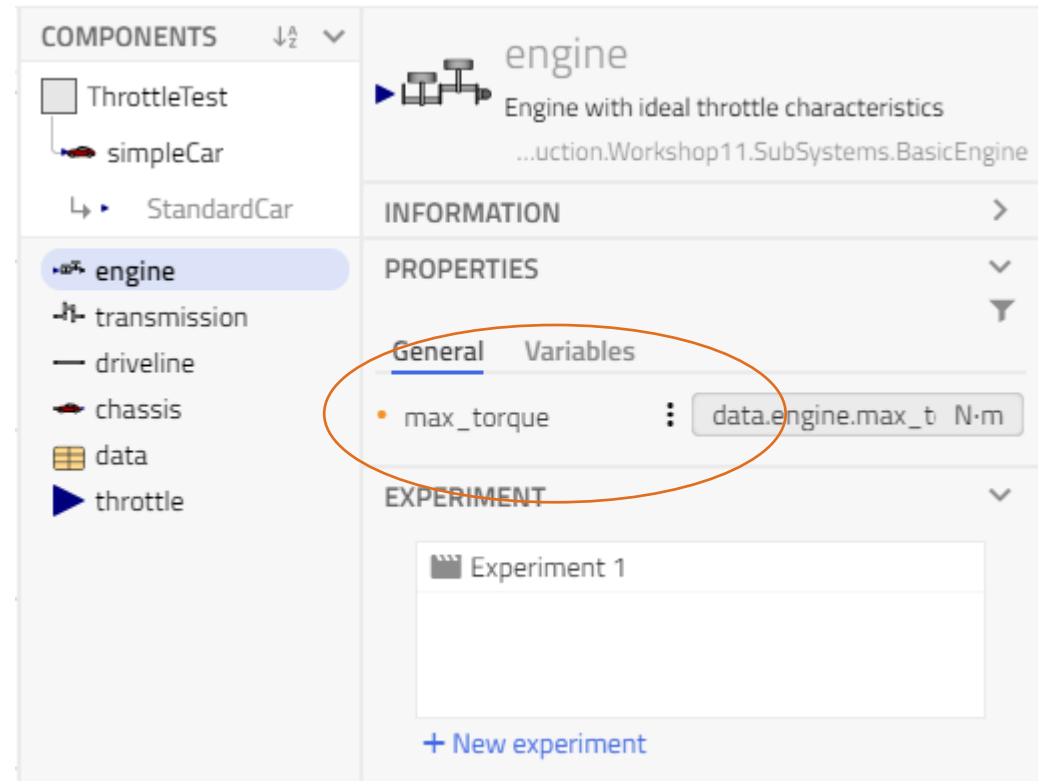 COMPONENTS
ThrottleTest
simpleCar
StandardCar
engine
transmission
driveline
chassis
data
throttle
engine
Engine with ideal throttle characteristics
...uction.Workshop11.SubSystems.BasicEngine
INFORMATION
PROPERTIES
General Variables
max_torque data.engine.max_t N·m
EXPERIMENT
Experiment 1
+ New experiment